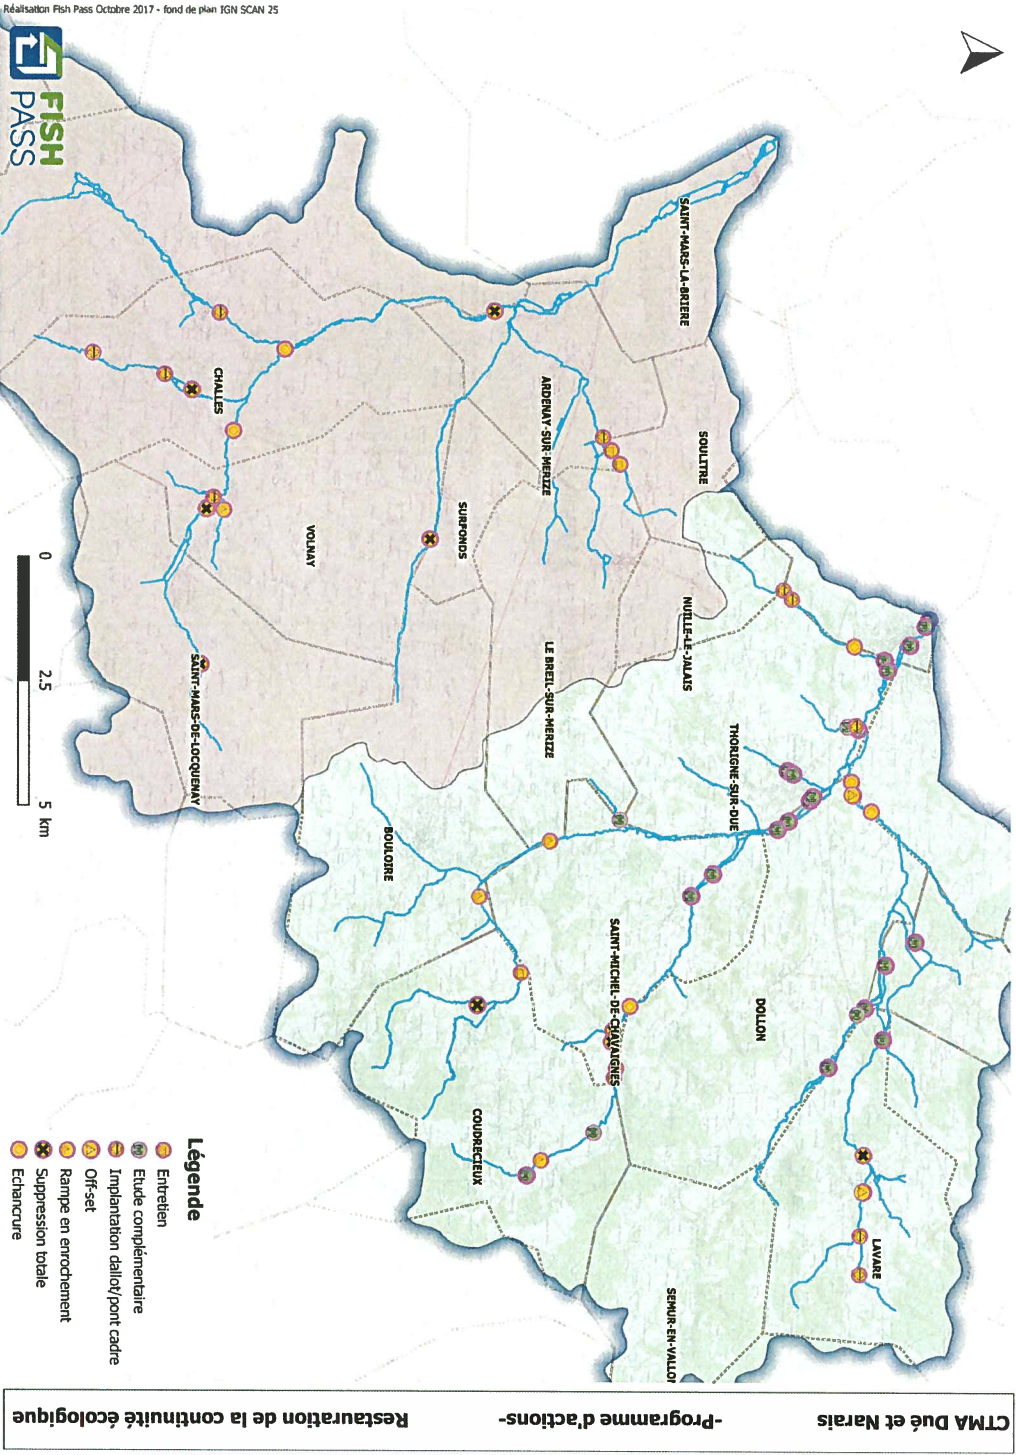 CTMA Dué et Narais
-Programme d'actions-
Restauration de la continuité écologique
SAINT-MARS-LA-BRIERE
SOULITRE
ARDENAY-SUR-MERIZE
SURFONDS
CHALLES
VOLNAY
NUILLE-LE-JALAIS
LE BREIL-SUR-MERIZE
SAINT-MARS-DE-LOCQUENAY
THORIGNE-SUR-DUE
BOULOIRE
SAINT-MICHEL-DE-CHAVAIGNES
DOLLON
COUDRECIEUX
LAVARE
SEMUR-EN-VALLON
Légende
Entretien
Etude complémentaire
Implantation dallot/pont cadre
Off-set
Rampe en enrochement
Suppression totale
Echancrure
0 2.5 5 km
FISH
PASS
Réalisation Fish Pass Octobre 2017 - fond de plan IGN SCAN 25